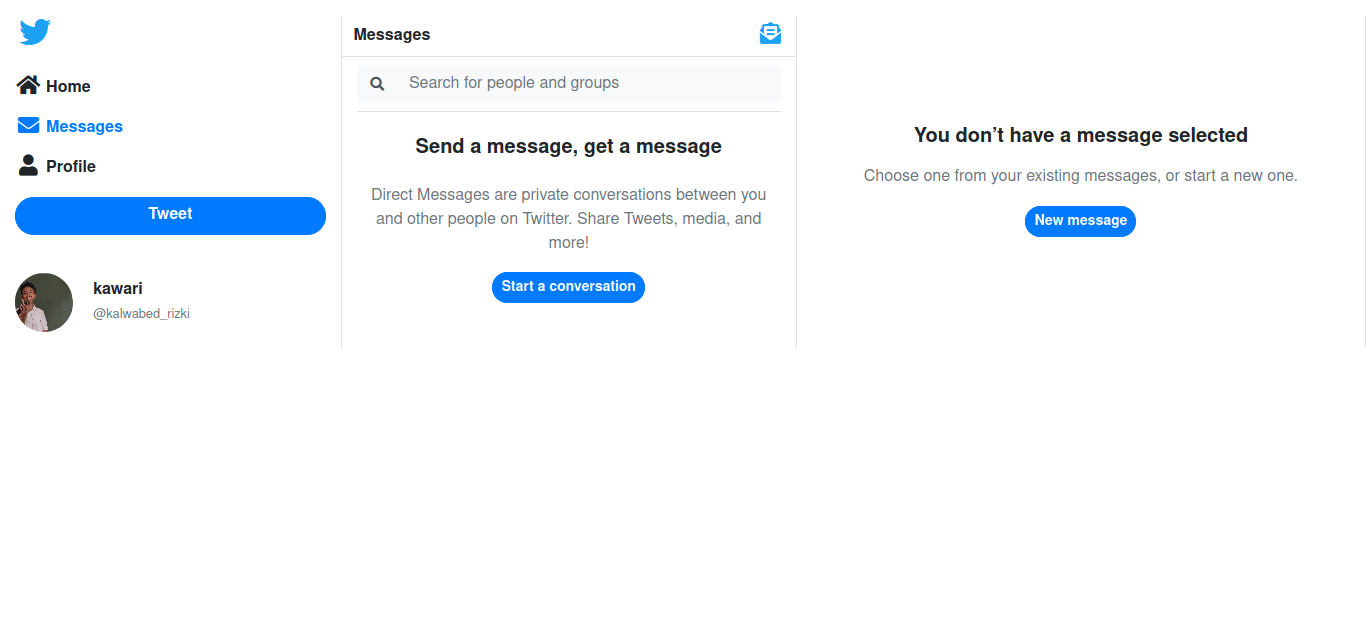 Home
Messages
Profile
Tweet
kawari
@kalwabed_rizki
Messages
Search for people and groups
Send a message, get a message
Direct Messages are private conversations between you
and other people on Twitter. Share Tweets, media, and
more!
Start a conversation
You don’t have a message selected
Choose one from your existing messages, or start a new one.
New message